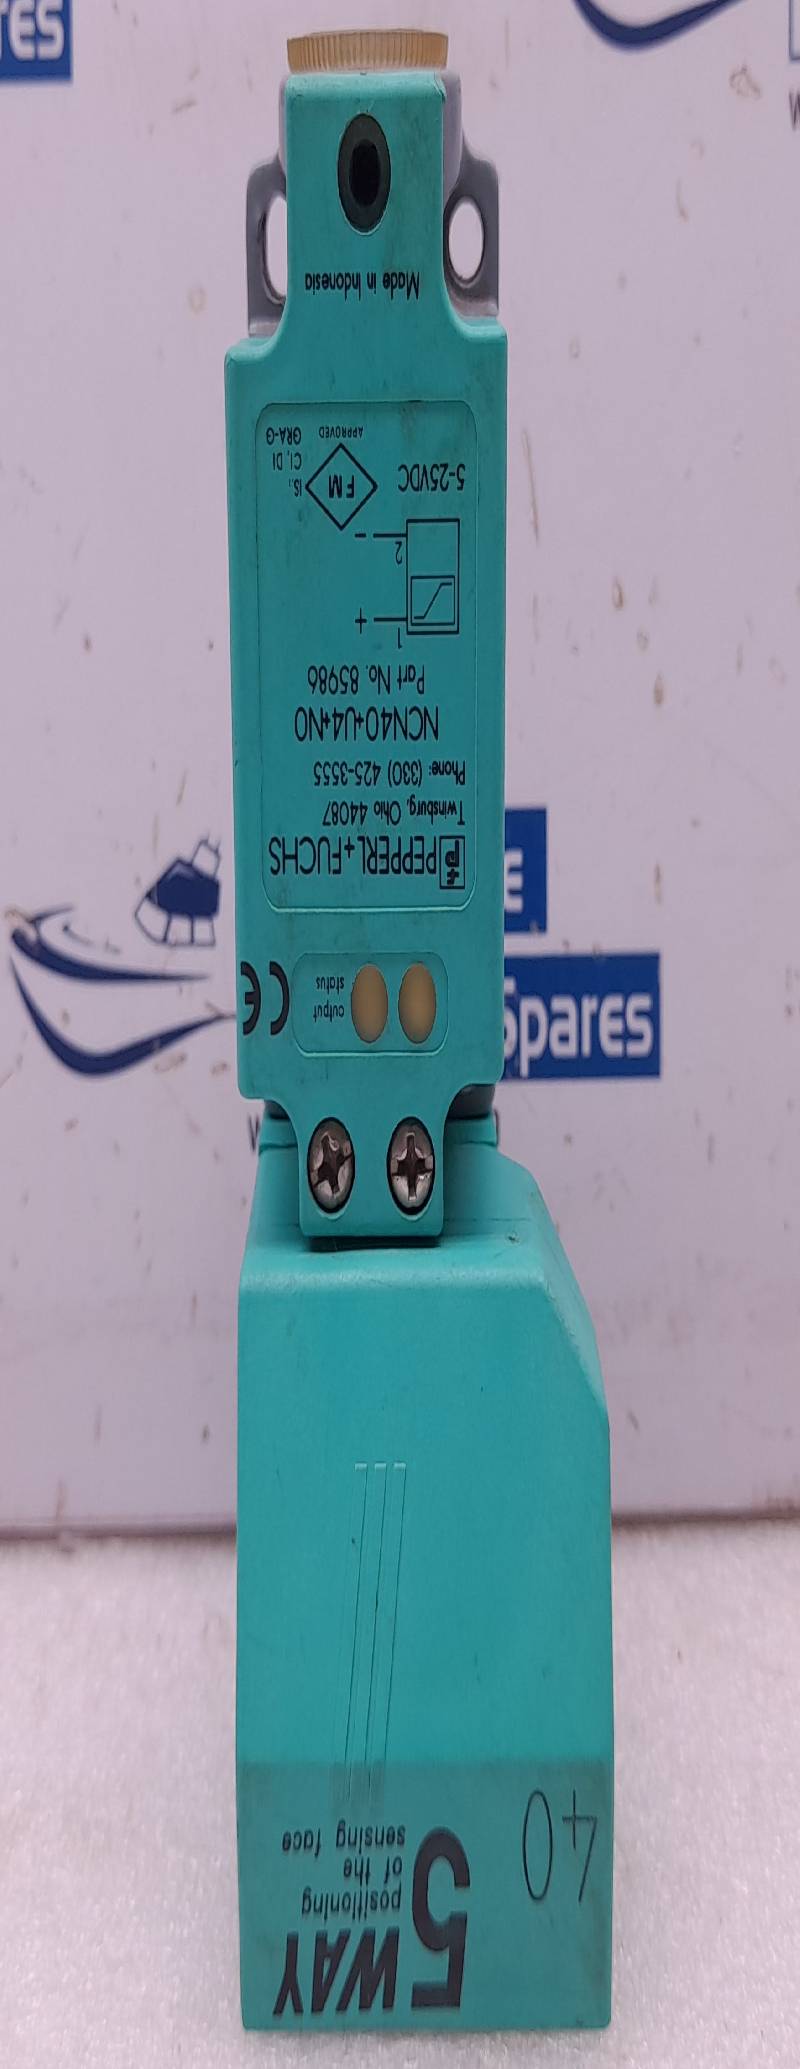 5 WAY
positioning
of the
sensing face
40
output
status
CE
PEPPERL+FUCHS
Twinsburg, Ohio 44087
Phone: (330) 425-3555
NCN40+U4+N0
Part No. 85986
1
+
2
-
5-25VDC
FM
APPROVED
IS.:
CI, DI
GRA-G
Made in Indonesia
Spares